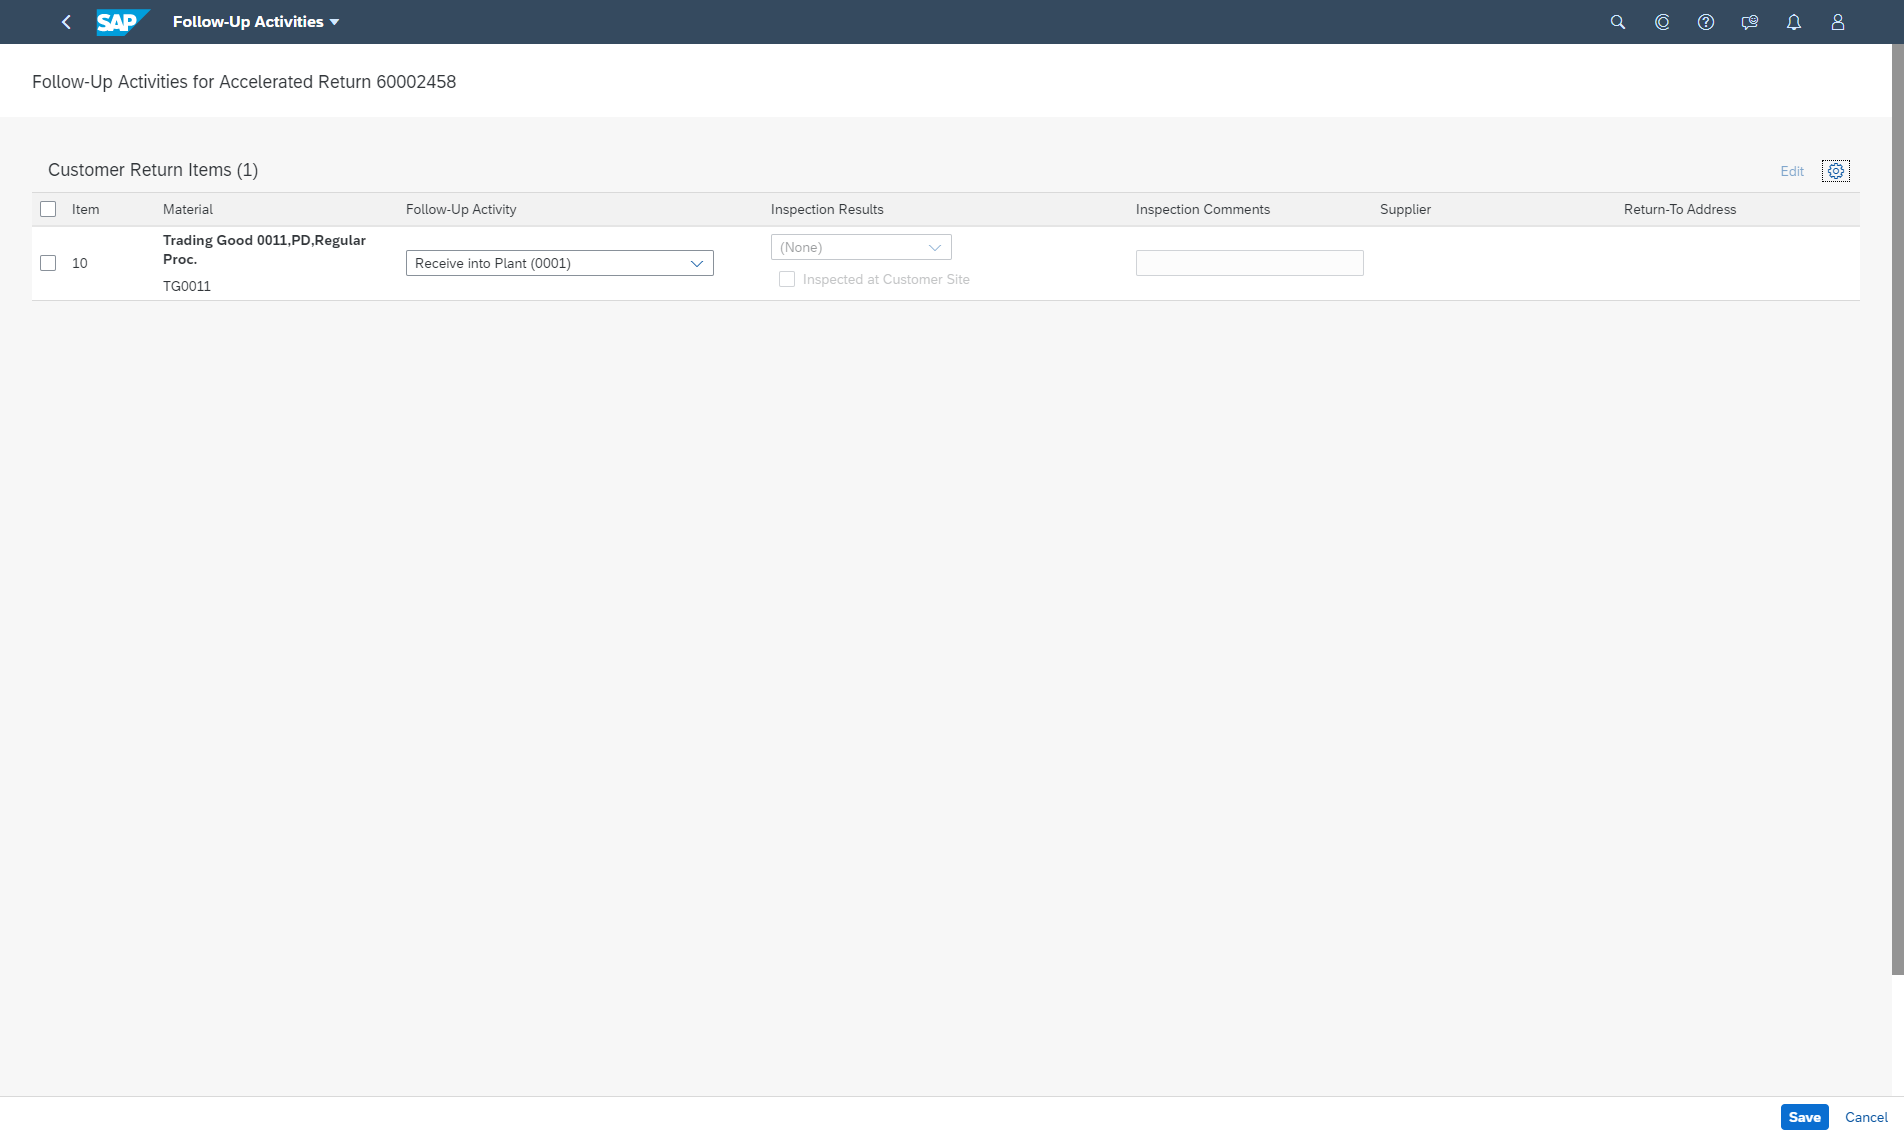 SAP Follow-Up Activities
Follow-Up Activities for Accelerated Return 60002458
Customer Return Items (1)
Edit
Item Material Follow-Up Activity Inspection Results Inspection Comments Supplier Return-To Address
10
Trading Good 0011,PD,Regular
Proc.
TG0011
Receive into Plant (0001)
(None)
Inspected at Customer Site
Save Cancel